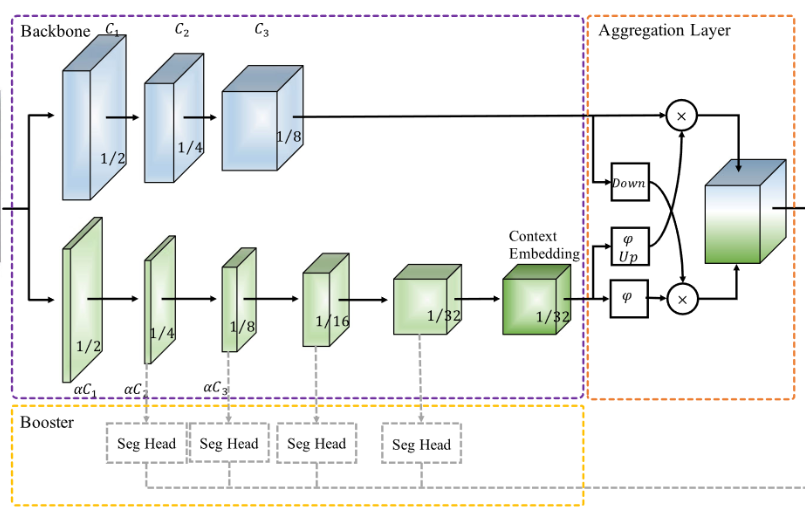 Backbone
C₁
C₂
C₃
Aggregation Layer
1/2
1/4
1/8
×
Down
φ
Up
Context
Embedding
φ
×
1/2
1/4
1/8
1/16
1/32
1/32
αC₁
αC₂
αC₃
Booster
Seg Head
Seg Head
Seg Head
Seg Head